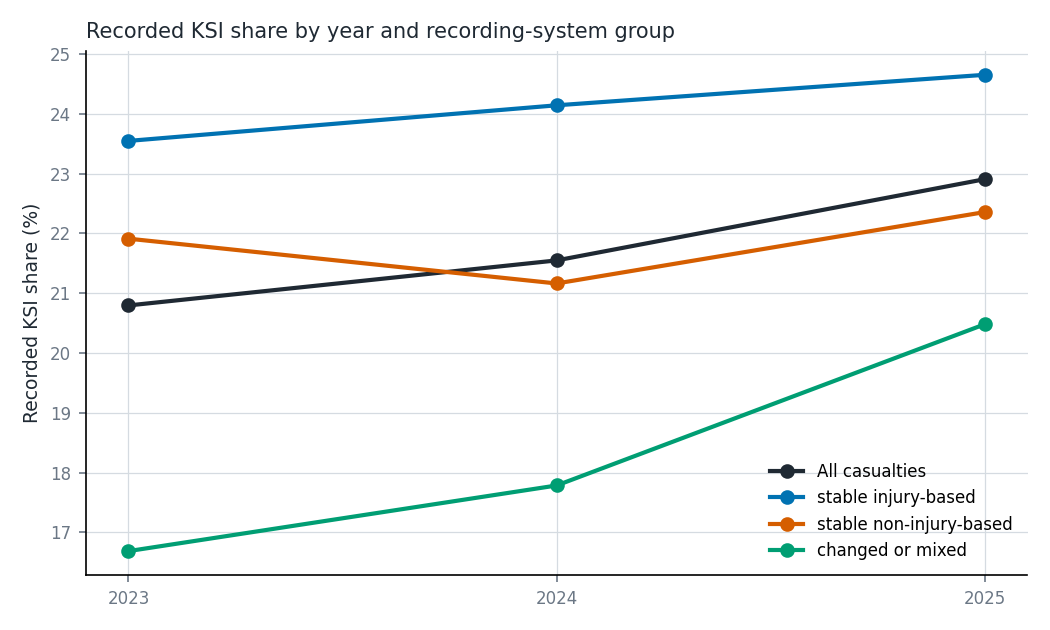 Recorded KSI share by year and recording-system group
Recorded KSI share (%)
25
24
23
22
21
20
19
18
17
2023
2024
2025
All casualties
stable injury-based
stable non-injury-based
changed or mixed